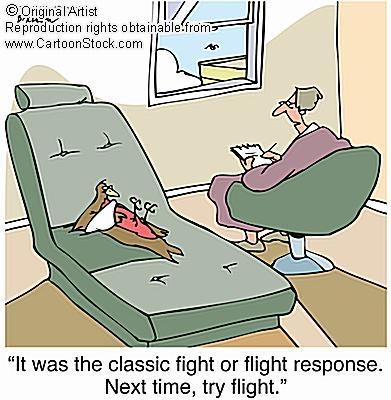 © Original Artist
Reproduction rights obtainable from
www.CartoonStock.com
“It was the classic fight or flight response.
Next time, try flight.”